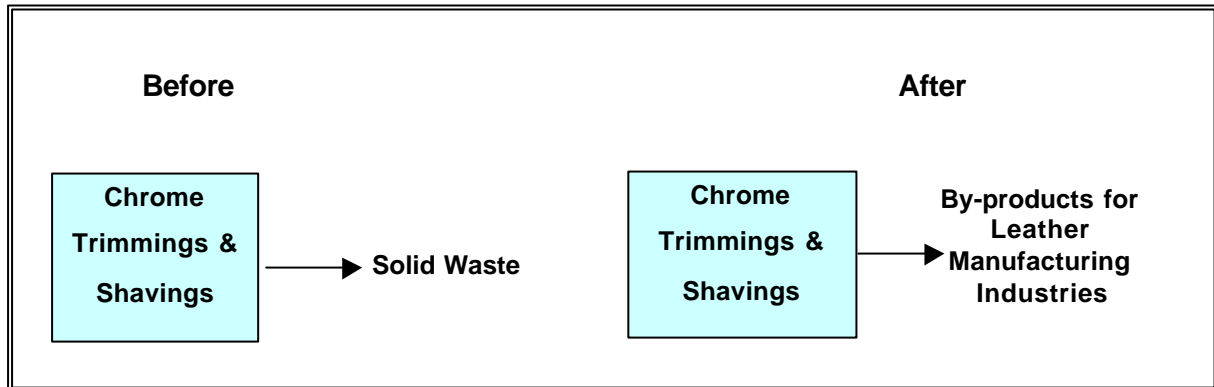 Before
Chrome
Trimmings &
Shavings
Solid Waste
After
Chrome
Trimmings &
Shavings
By-products for
Leather
Manufacturing
Industries